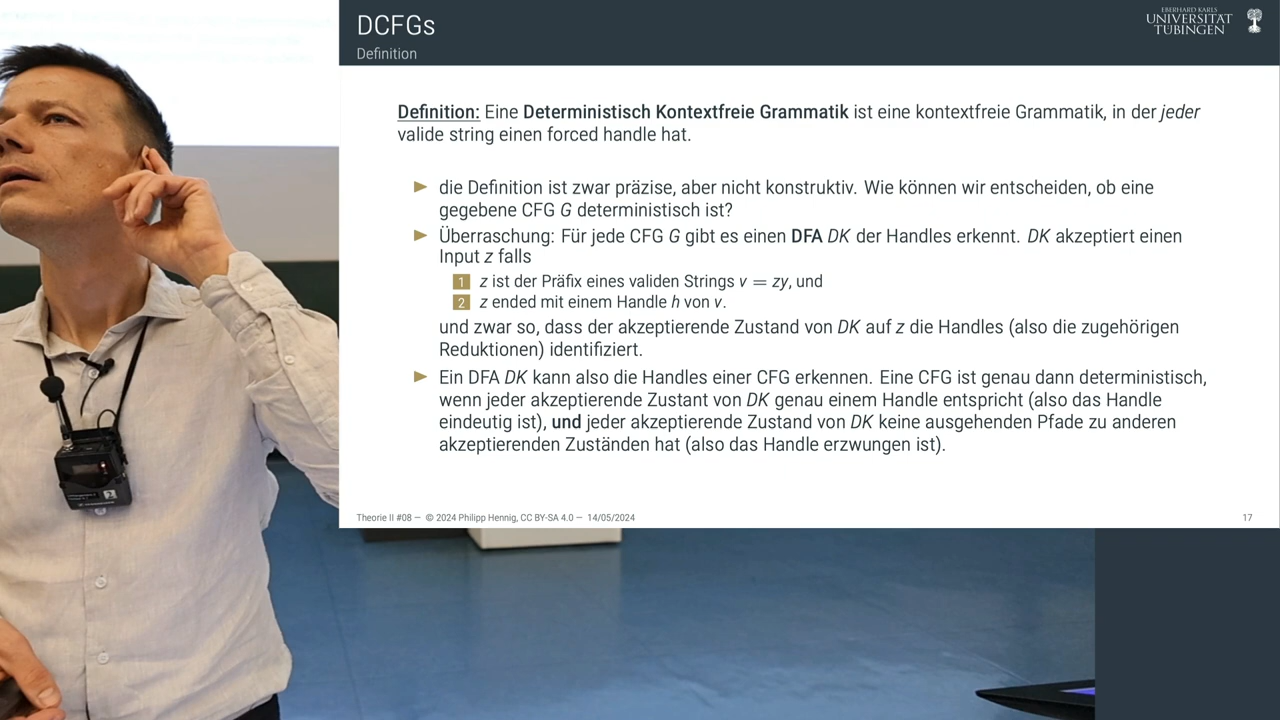 DCFGs
Definition
EBERHARD KARLS
UNIVERSITÄT
TÜBINGEN
Definition: Eine Deterministisch Kontextfreie Grammatik ist eine kontextfreie Grammatik, in der jeder
valide string einen forced handle hat.
► die Definition ist zwar präzise, aber nicht konstruktiv. Wie können wir entscheiden, ob eine
gegebene CFG G deterministisch ist?
► Überraschung: Für jede CFG G gibt es einen DFA DK der Handles erkennt. DK akzeptiert einen
Input z falls
1 z ist der Präfix eines validen Strings v = zy, und
2 z ended mit einem Handle h von v.
und zwar so, dass der akzeptierende Zustand von DK auf z die Handles (also die zugehörigen
Reduktionen) identifiziert.
► Ein DFA DK kann also die Handles einer CFG erkennen. Eine CFG ist genau dann deterministisch,
wenn jeder akzeptierende Zustant von DK genau einem Handle entspricht (also das Handle
eindeutig ist), und jeder akzeptierende Zustand von DK keine ausgehenden Pfade zu anderen
akzeptierenden Zuständen hat (also das Handle erzwungen ist).
Theorie II #08 — © 2024 Philipp Hennig, CC BY-SA 4.0 — 14/05/2024
17